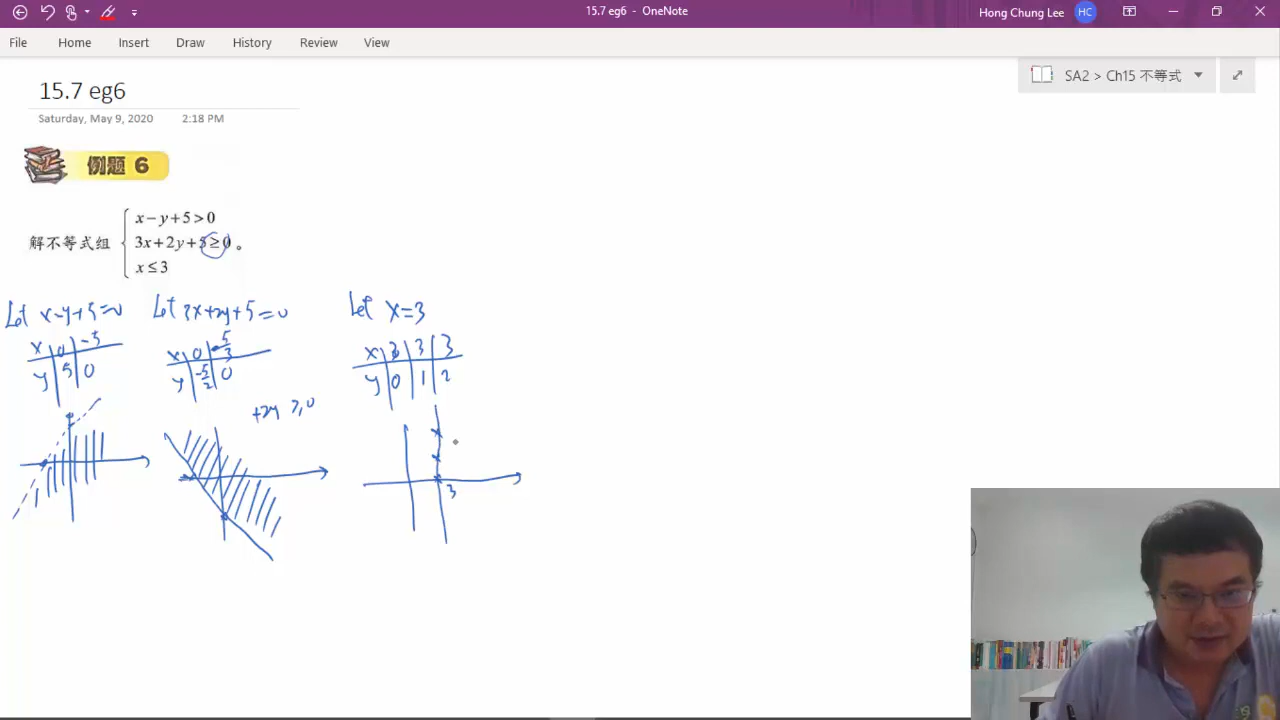 15.7 eg6 - OneNote
Hong Chung Lee HC
File Home Insert Draw History Review View
SA2 > Ch15 不等式
15.7 eg6
Saturday, May 9, 2020 2:18 PM
例题 6
x-y+5>0
解不等式组 3x+2y+5≥0。
x≤3
Let x-y+5=0 Let 3x+2y+5=0 Let x=3
x 0 -5
y 5 0
x 0 -5/3
y -5/2 0
x 3 3 3
y 0 1 2
+2y ≥0
3